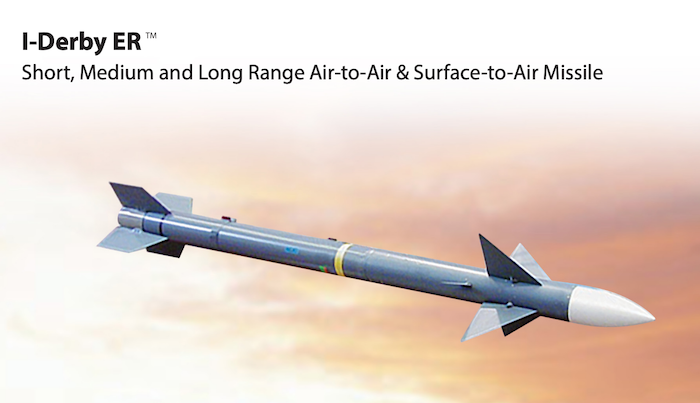 I-Derby ER™
Short, Medium and Long Range Air-to-Air & Surface-to-Air Missile